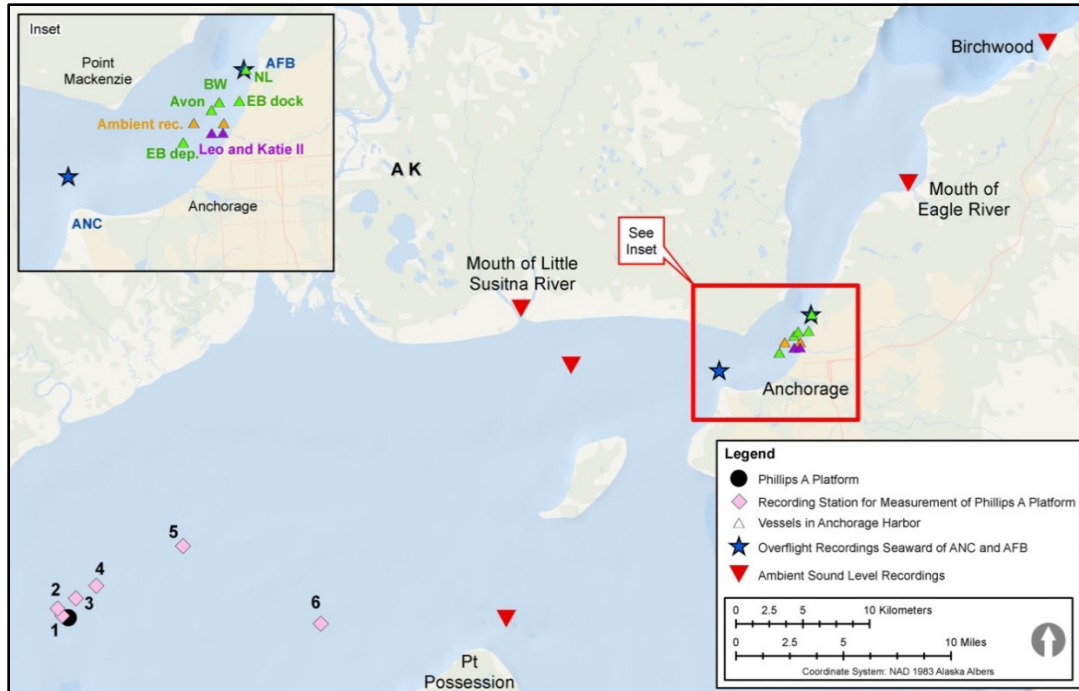 Inset
Point
Mackenzie
AFB
BW
NL
Avon
EB dock
Ambient rec.
EB dep.
Leo and Katie II
Anchorage
ANC
Birchwood
A K
Mouth of
Eagle River
See
Inset
Mouth of Little
Susitna River
Anchorage
5
4
2
3
1
6
Pt
Possession
Legend
Phillips A Platform
Recording Station for Measurement of Phillips A Platform
Vessels in Anchorage Harbor
Overflight Recordings Seaward of ANC and AFB
Ambient Sound Level Recordings
0 2.5 5 10 Kilometers
0 2.5 5 10 Miles
Coordinate System: NAD 1983 Alaska Albers